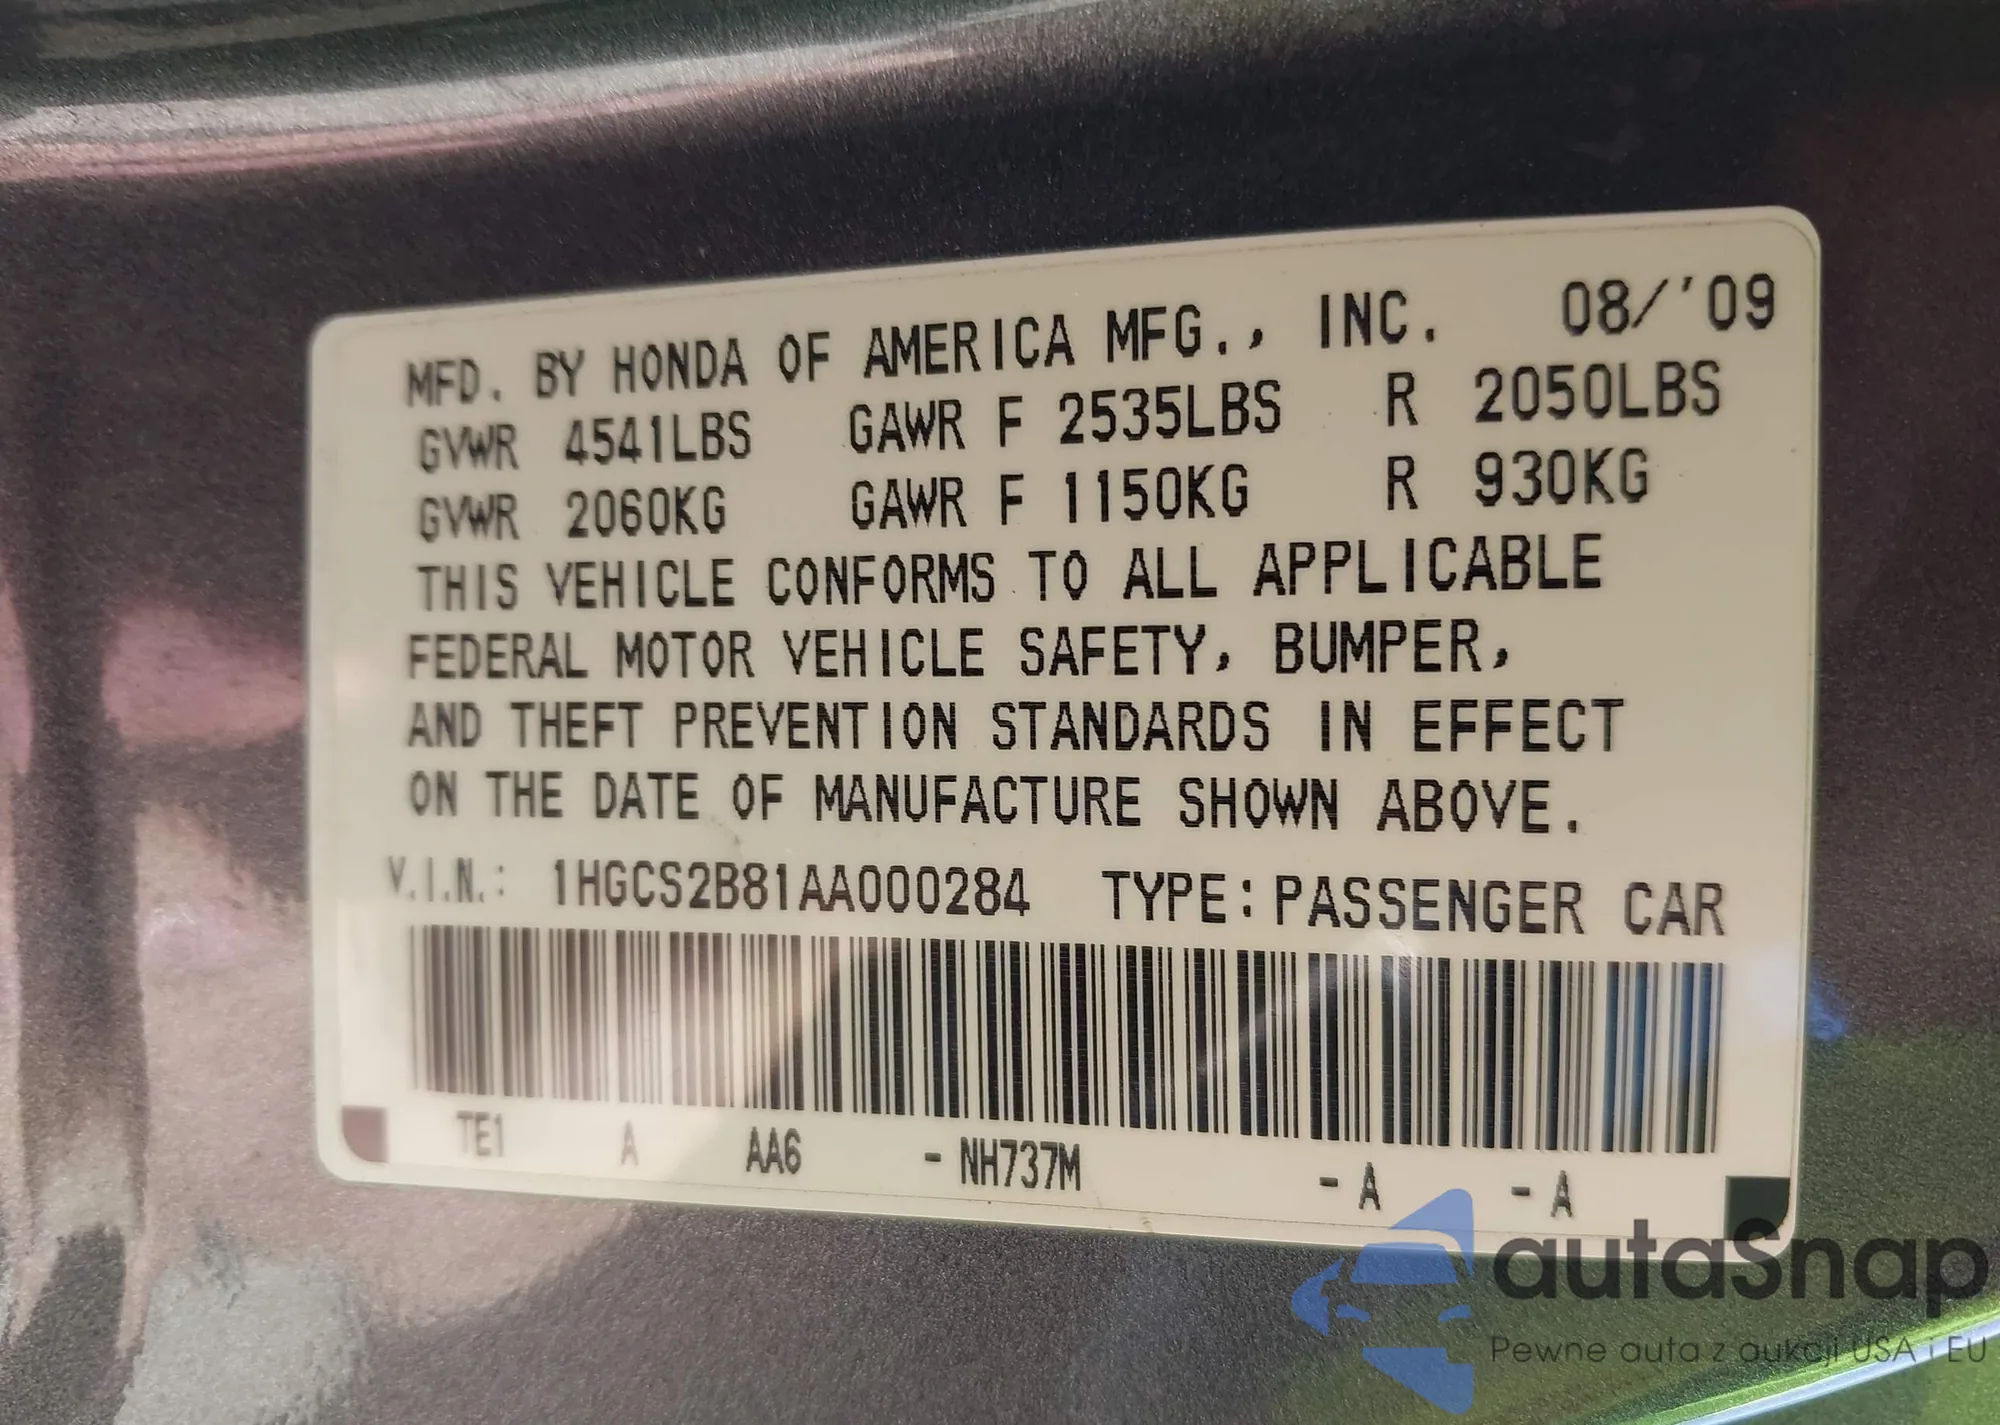 MFD. BY HONDA OF AMERICA MFG., INC. 08/'09
GVWR 4541LBS GAWR F 2535LBS R 2050LBS
GVWR 2060KG GAWR F 1150KG R 930KG
THIS VEHICLE CONFORMS TO ALL APPLICABLE
FEDERAL MOTOR VEHICLE SAFETY, BUMPER,
AND THEFT PREVENTION STANDARDS IN EFFECT
ON THE DATE OF MANUFACTURE SHOWN ABOVE.
V.I.N.: 1HGCS2B81AA000284 TYPE: PASSENGER CAR
TE1 A AA6 - NH737M - A - A
autaSnap
Pewne auta z aukcji USA i EU